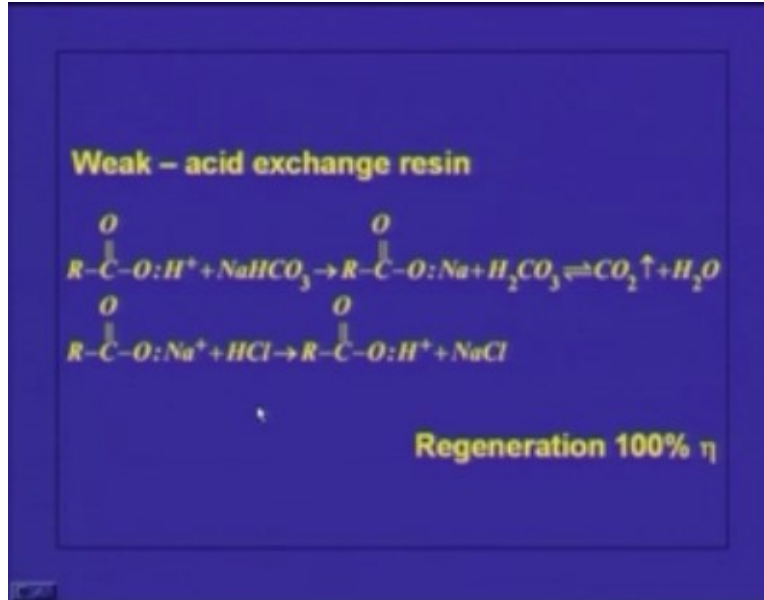 Weak – acid exchange resin
O O
R–C–O:H⁺+NaHCO₃→R–C–O:Na+H₂CO₃⇌CO₂↑+H₂O
O O
R–C–O:Na⁺+HCl→R–C–O:H⁺+NaCl
Regeneration 100% η